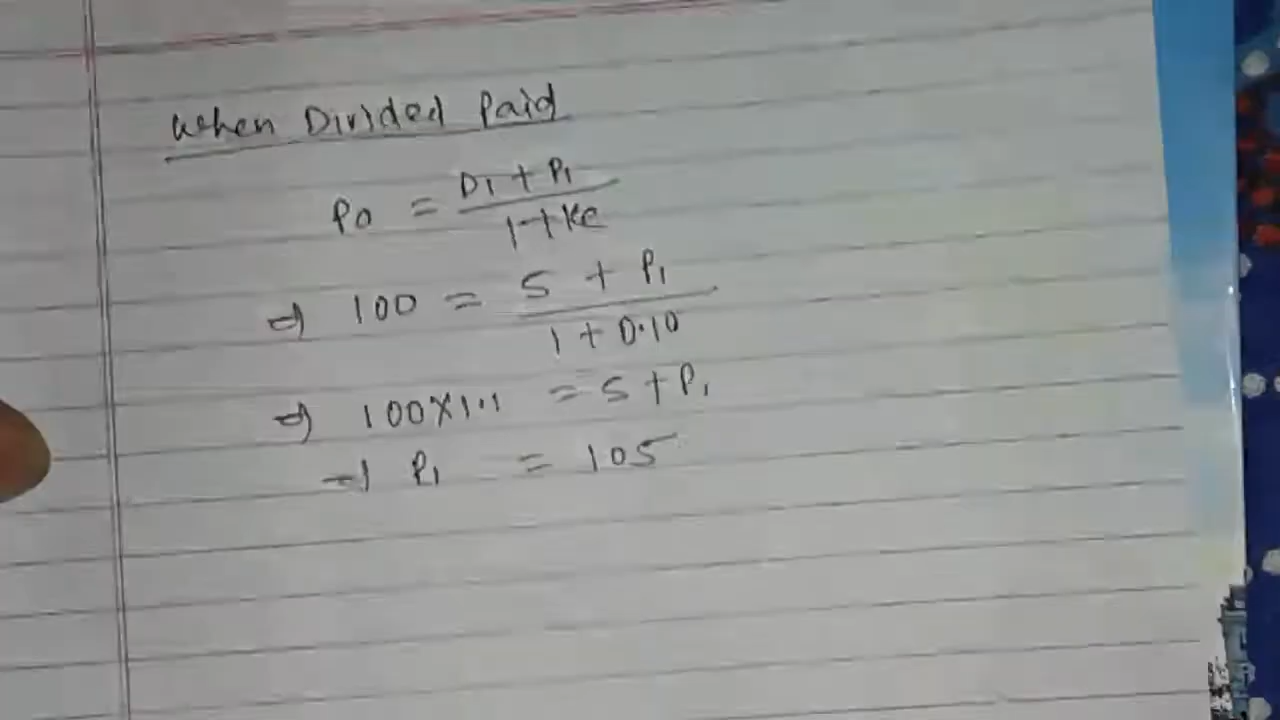 When Divided Paid
P0 = D1 + P1 / 1+Ke
⇒ 100 = 5 + P1 / 1 + 0.10
⇒ 100×1.1 = 5 + P1
⇒ P1 = 105